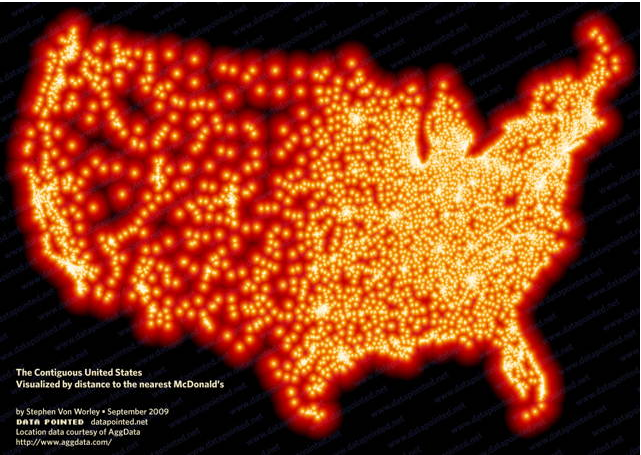 The Contiguous United States
Visualized by distance to the nearest McDonald's
by Stephen Von Worley • September 2009
DATA POINTED datapointed.net
Location data courtesy of AggData
http://www.aggdata.com/